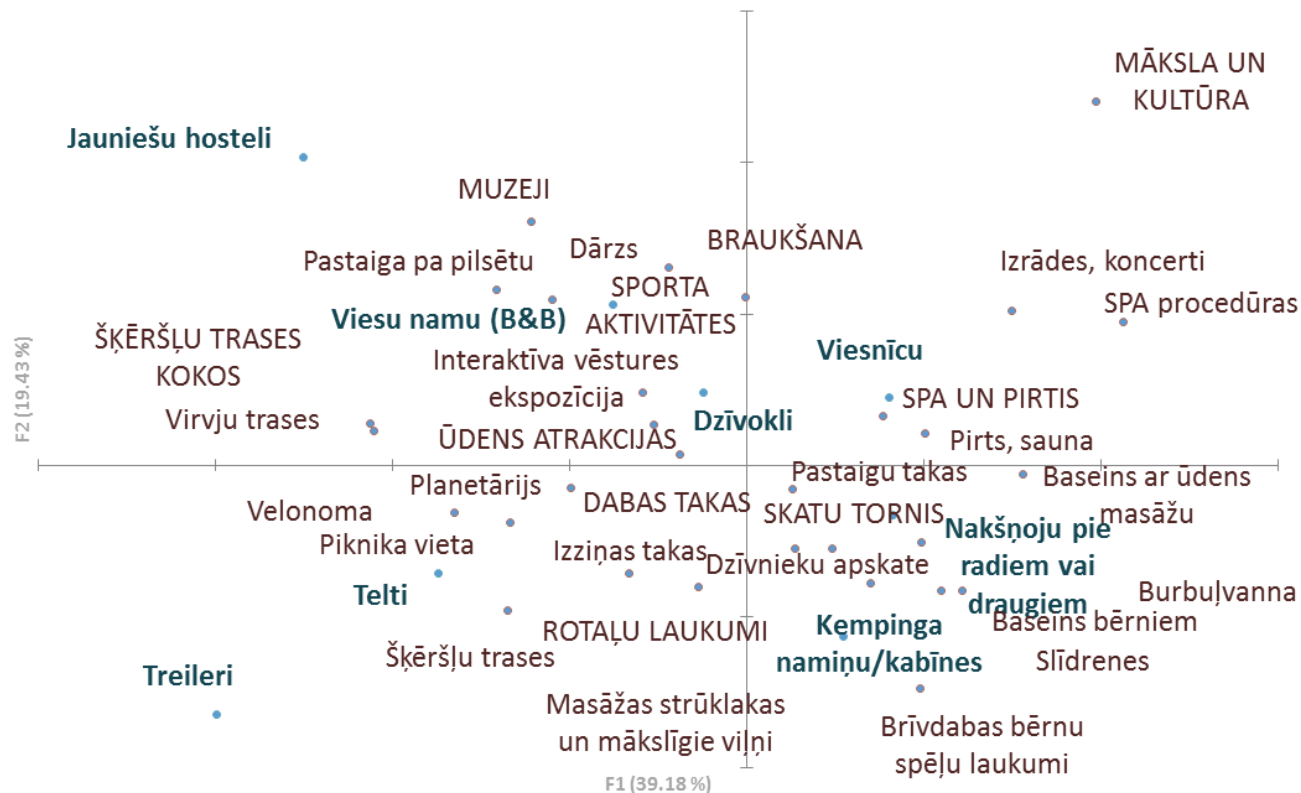 MĀKSLA UN
KULTŪRA
Jauniešu hosteli
MUZEJI
Dārzs
BRAUKŠANA
Pastaiga pa pilsētu
Izrādes, koncerti
SPORTA
AKTIVITĀTES
SPA procedūras
Viesu namu (B&B)
ŠĶĒRŠĻU TRASES
KOKOS
Interaktīva vēstures
ekspozīcija
Viesnīcu
SPA UN PIRTIS
Virvju trases
Dzīvokli
ŪDENS ATRAKCIJAS
Pirts, sauna
F2 (19.43 %)
Pastaigu takas
Baseins ar ūdens
masāžu
Planetārijs
DABAS TAKAS
SKATU TORNIS
Velonoma
Nakšņoju pie
radiem vai
draugiem
Piknika vieta
Izziņas takas
Dzīvnieku apskate
Telti
Burbuļvanna
Baseins bērniem
ROTAĻU LAUKUMI
Kempinga
namiņu/kabīnes
Šķēršļu trases
Slīdrenes
Treileri
Masāžas strūklakas
un mākslīgie viļņi
Brīvdabas bērnu
spēļu laukumi
F1 (39.18 %)